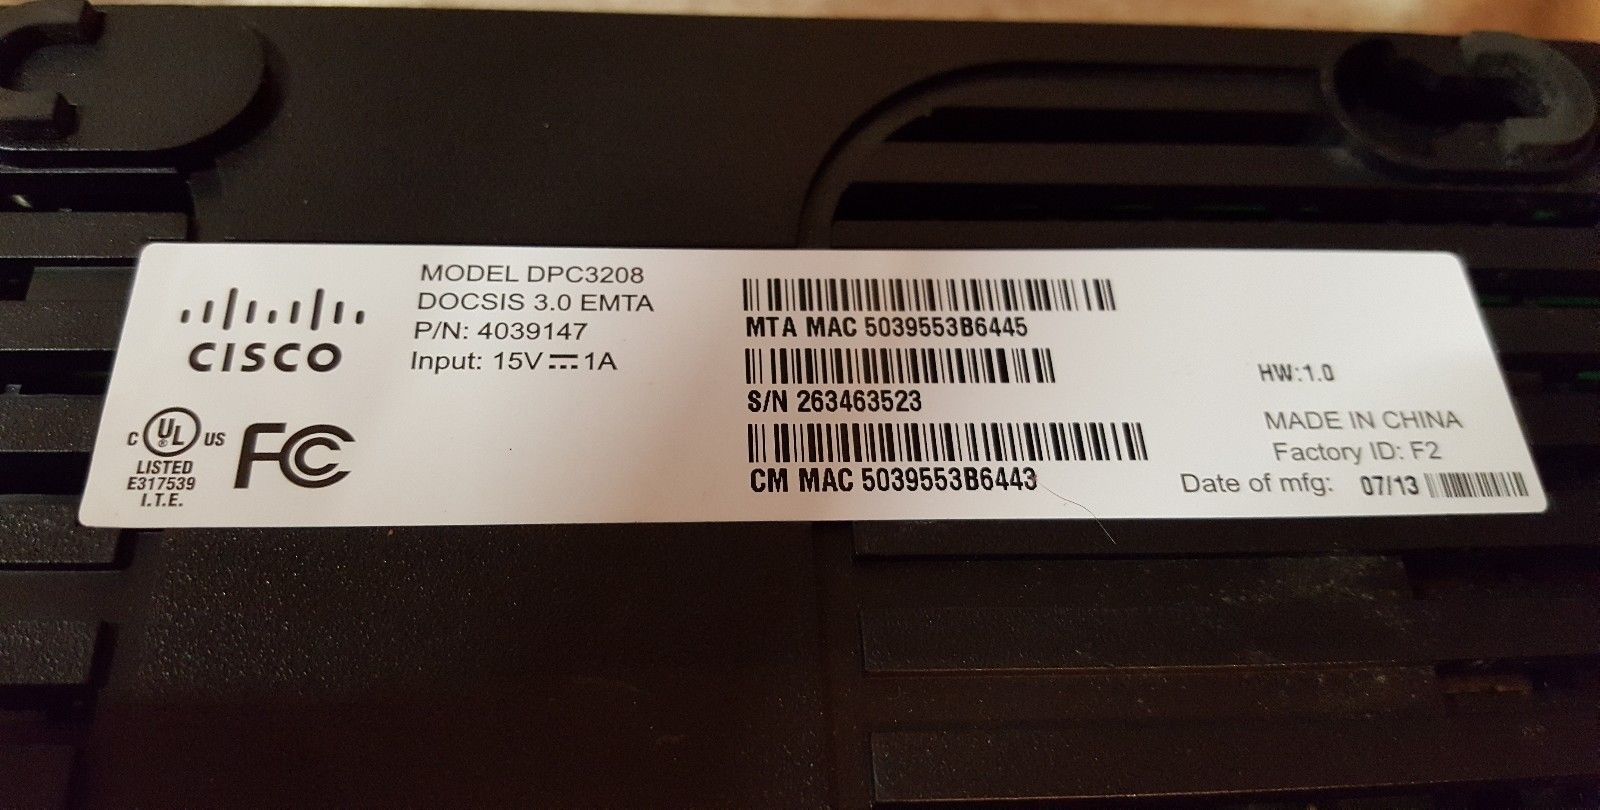 CISCO
MODEL DPC3208
DOCSIS 3.0 EMTA
P/N: 4039147
Input: 15V⎓1A
C UL® US
LISTED
E317539
I.T.E.
FC
MTA MAC 5039553B6445
S/N 263463523
CM MAC 5039553B6443
HW:1.0
MADE IN CHINA
Factory ID: F2
Date of mfg: 07/13